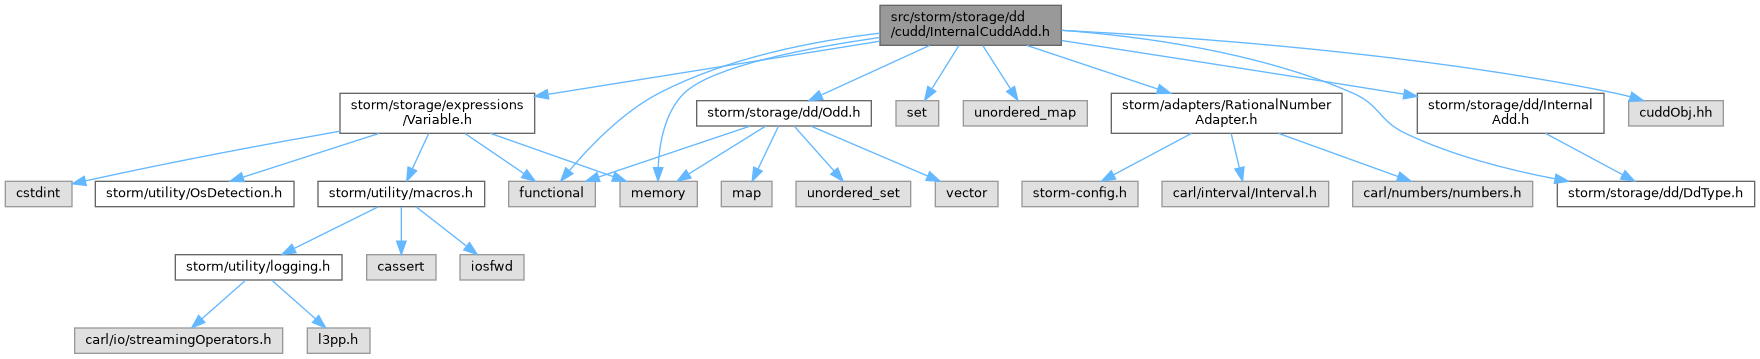 src/storm/storage/dd
/cudd/InternalCuddAdd.h
storm/storage/expressions
/Variable.h
storm/storage/dd/Odd.h
set
unordered_map
storm/adapters/RationalNumber
Adapter.h
storm/storage/dd/Internal
Add.h
cuddObj.hh
cstdint
storm/utility/OsDetection.h
storm/utility/macros.h
functional
memory
map
unordered_set
vector
storm-config.h
carl/interval/Interval.h
carl/numbers/numbers.h
storm/storage/dd/DdType.h
storm/utility/logging.h
cassert
iosfwd
carl/io/streamingOperators.h
l3pp.h